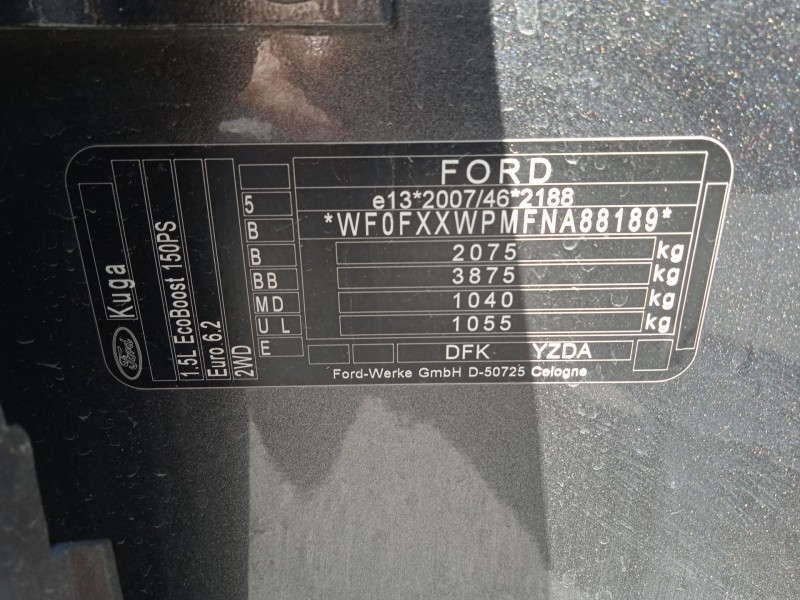 FORD
e13*2007/46*2188
*WF0FXXWPMFNA88189*
2075 kg
3875 kg
1040 kg
1055 kg
DFK YZDA
Ford-Werke GmbH D-50725 Cologne
5
B
B
BB
MD
U L
E
Ford
Kuga
1.5L EcoBoost 150PS
Euro 6.2
2WD